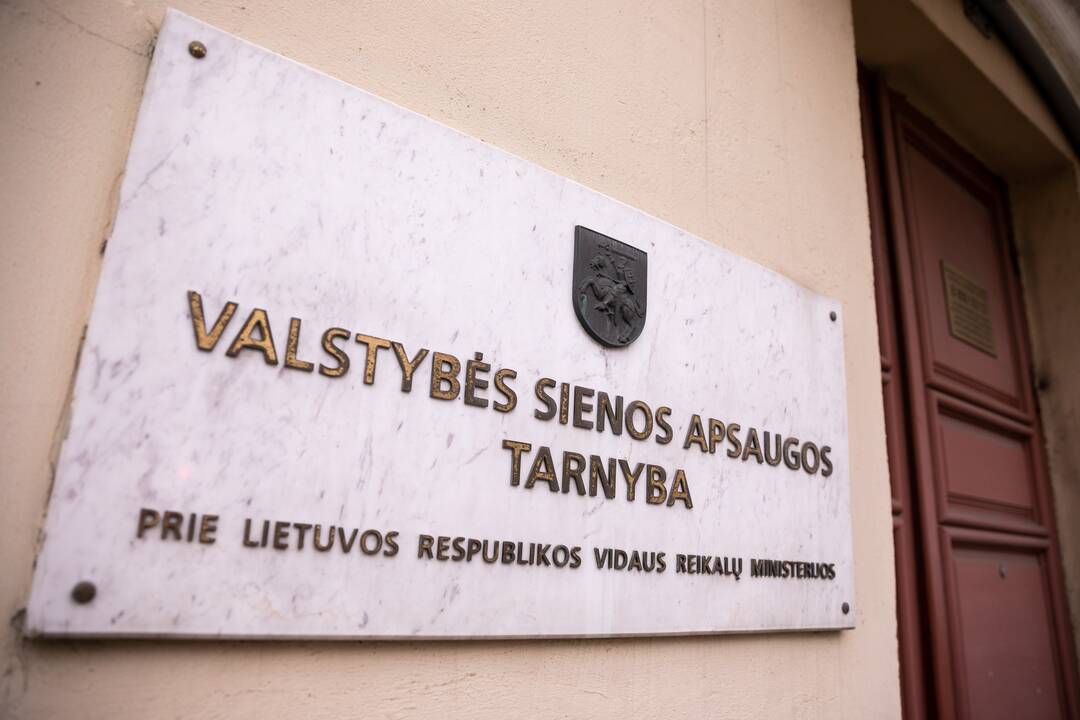 VALSTYBĖS SIENOS APSAUGOS
TARNYBA
PRIE LIETUVOS RESPUBLIKOS VIDAUS REIKALŲ MINISTERIJOS